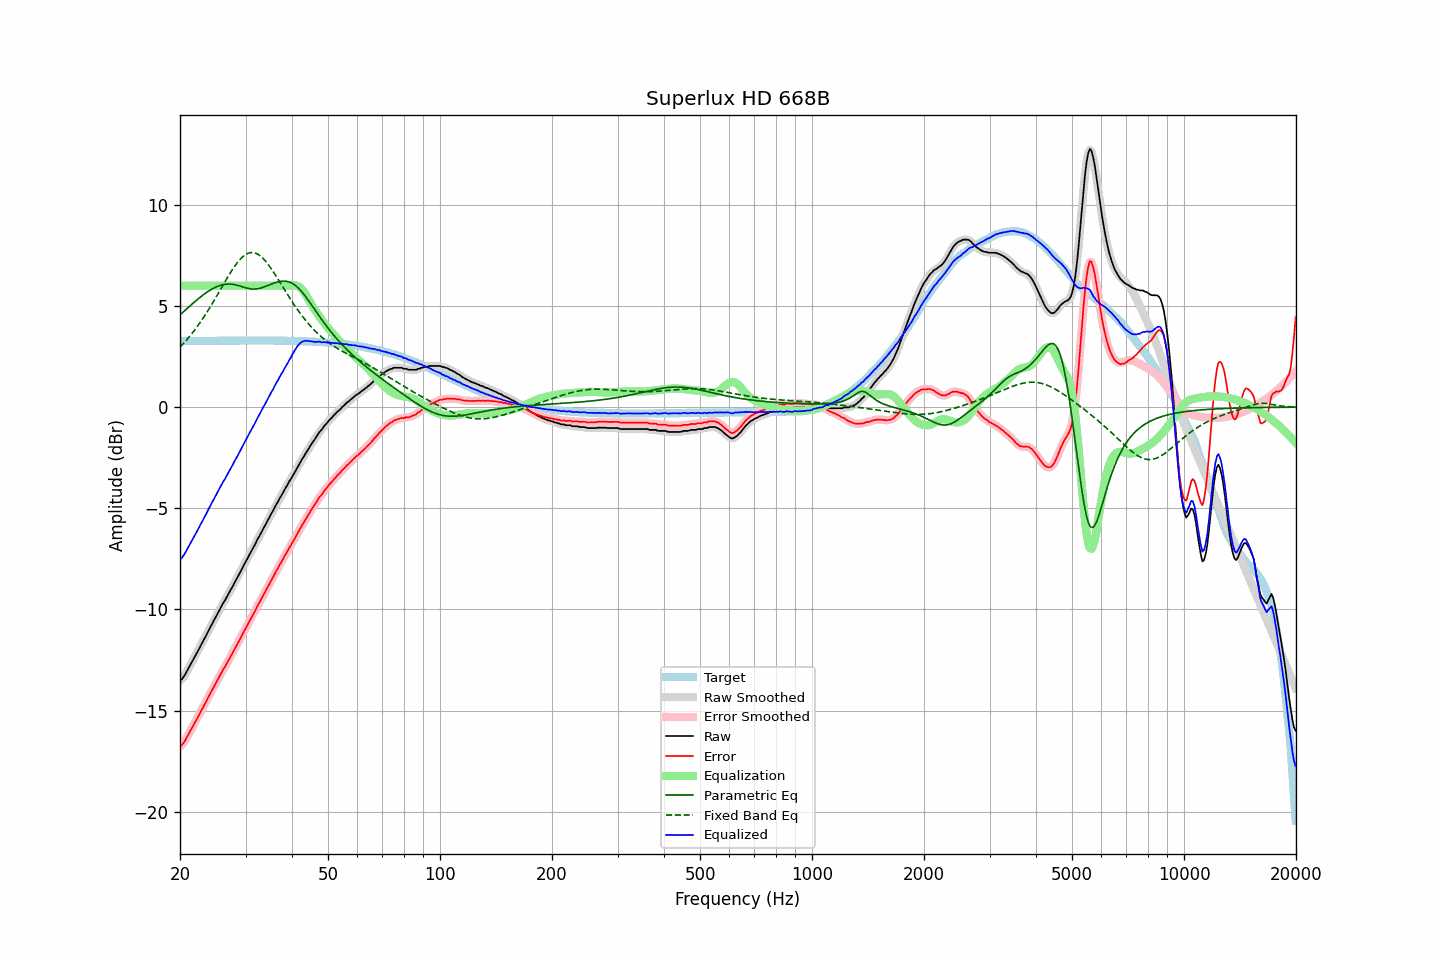 Superlux HD 668B
Amplitude (dBr)
10
5
0
−5
−10
−15
−20
Target
Raw Smoothed
Error Smoothed
Raw
Error
Equalization
Parametric Eq
Fixed Band Eq
Equalized
20
50
100
200
500
1000
2000
5000
10000
20000
Frequency (Hz)